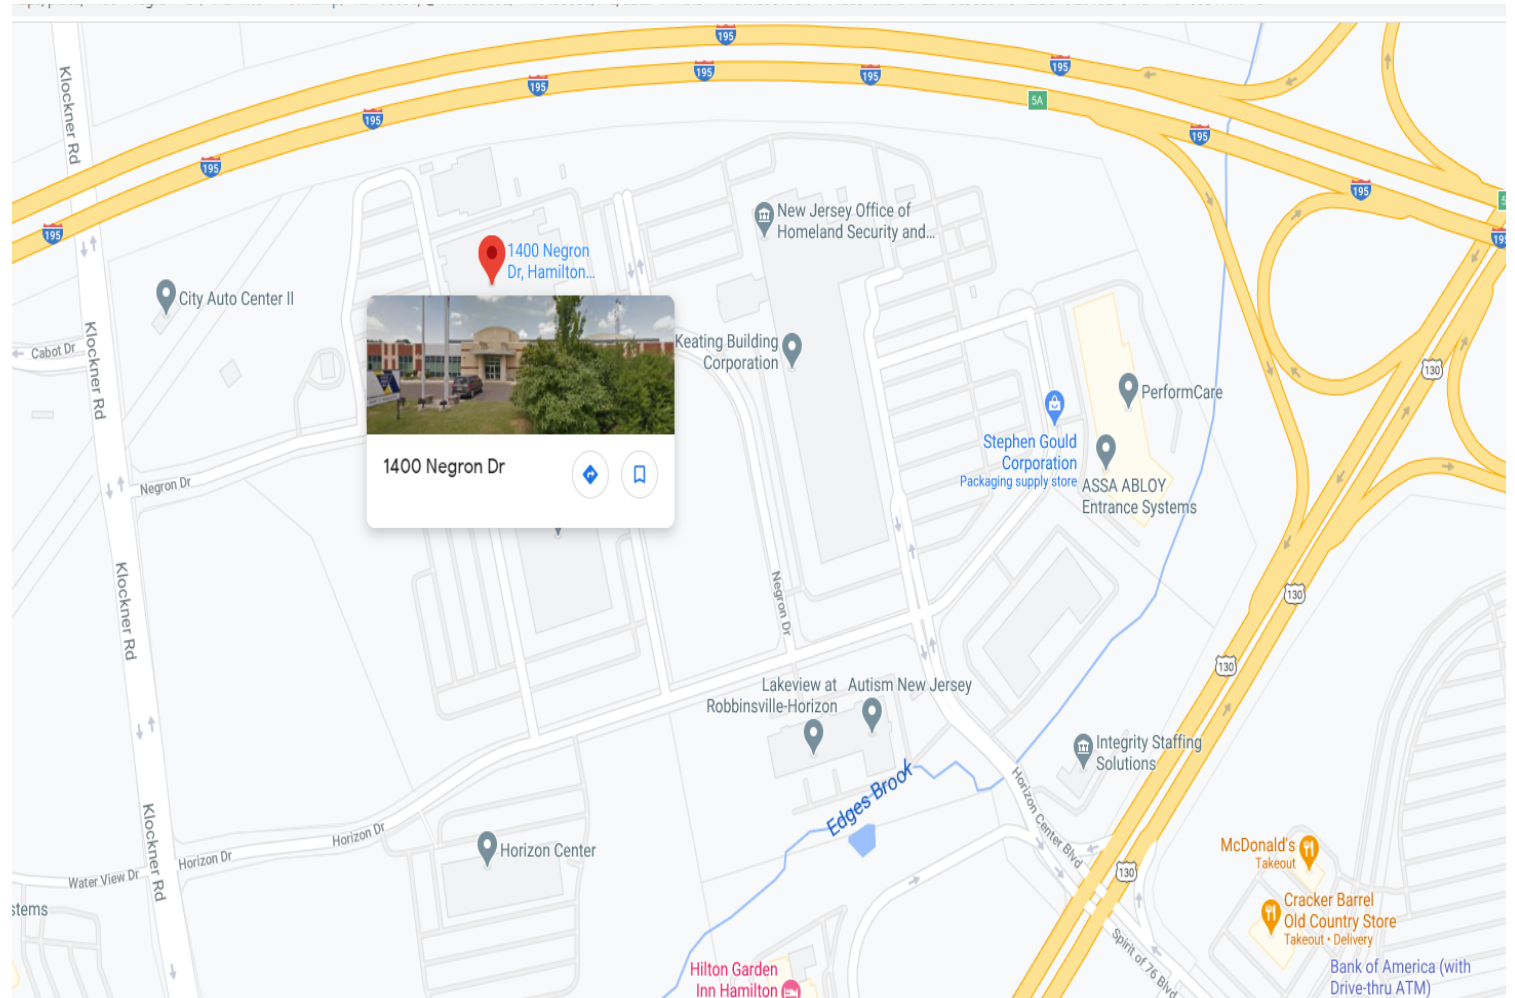 195
195
195
195
195
195
195
195
195
195
195
5A
Klockner Rd
New Jersey Office of
Homeland Security and...
1400 Negron
Dr, Hamilton...
City Auto Center II
Keating Building
Corporation
Cabot Dr
Klockner Rd
130
PerformCare
Stephen Gould
Corporation
Packaging supply store
ASSA ABLOY
Entrance Systems
1400 Negron Dr
Negron Dr
Klockner Rd
Negron Dr
130
130
Lakeview at
Robbinsville-Horizon
Autism New Jersey
Integrity Staffing
Solutions
Edges Brook
Horizon Center Blvd
Klockner Rd
Horizon Dr
Horizon Dr
Horizon Center
Water View Dr
McDonald's
Takeout
130
Cracker Barrel
Old Country Store
Takeout • Delivery
stems
Spirit of 76 Blvd
Hilton Garden
Inn Hamilton
Bank of America (with
Drive-thru ATM)